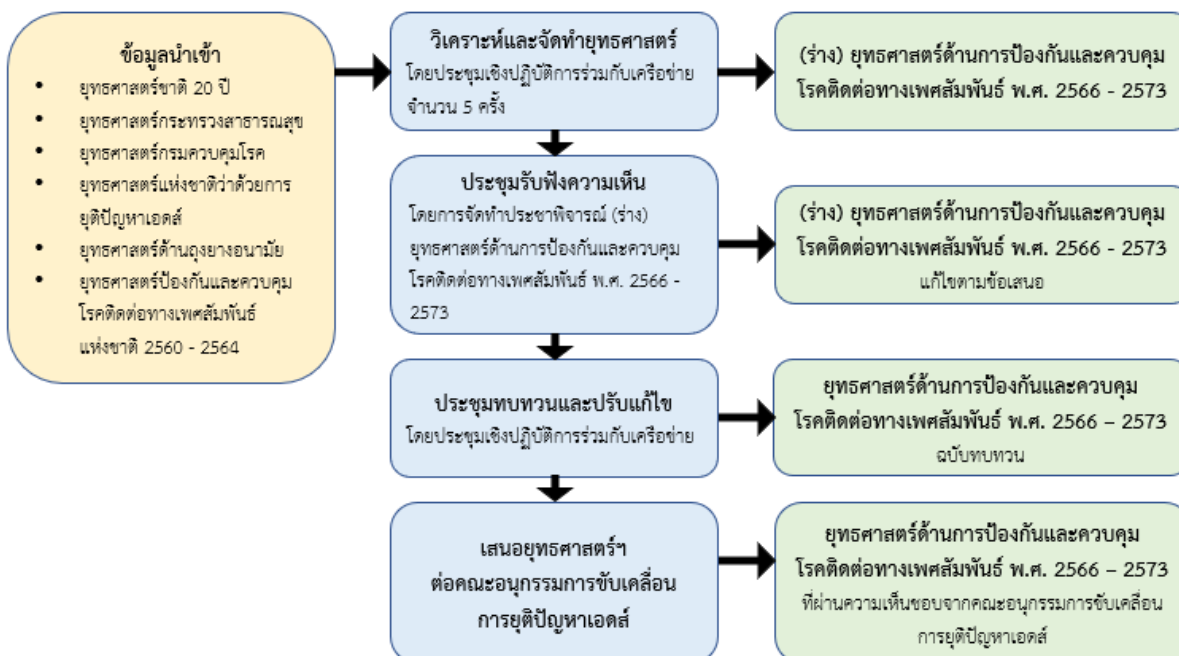 ข้อมูลนำเข้า
• ยุทธศาสตร์ชาติ 20 ปี
• ยุทธศาสตร์กระทรวงสาธารณสุข
• ยุทธศาสตร์กรมควบคุมโรค
• ยุทธศาสตร์แห่งชาติว่าด้วยการ
ยุติปัญหาเอดส์
• ยุทธศาสตร์ด้านถุงยางอนามัย
• ยุทธศาสตร์ป้องกันและควบคุม
โรคติดต่อทางเพศสัมพันธ์
แห่งชาติ 2560 - 2564
วิเคราะห์และจัดทำยุทธศาสตร์
โดยประชุมเชิงปฏิบัติการร่วมกับเครือข่าย
จำนวน 5 ครั้ง
(ร่าง) ยุทธศาสตร์ด้านการป้องกันและควบคุม
โรคติดต่อทางเพศสัมพันธ์ พ.ศ. 2566 - 2573
ประชุมรับฟังความเห็น
โดยการจัดทำประชาพิจารณ์ (ร่าง)
ยุทธศาสตร์ด้านการป้องกันและควบคุม
โรคติดต่อทางเพศสัมพันธ์ พ.ศ. 2566 -
2573
(ร่าง) ยุทธศาสตร์ด้านการป้องกันและควบคุม
โรคติดต่อทางเพศสัมพันธ์ พ.ศ. 2566 - 2573
แก้ไขตามข้อเสนอ
ประชุมทบทวนและปรับแก้ไข
โดยประชุมเชิงปฏิบัติการร่วมกับเครือข่าย
ยุทธศาสตร์ด้านการป้องกันและควบคุม
โรคติดต่อทางเพศสัมพันธ์ พ.ศ. 2566 – 2573
ฉบับทบทวน
เสนอยุทธศาสตร์ฯ
ต่อคณะอนุกรรมการขับเคลื่อน
การยุติปัญหาเอดส์
ยุทธศาสตร์ด้านการป้องกันและควบคุม
โรคติดต่อทางเพศสัมพันธ์ พ.ศ. 2566 – 2573
ที่ผ่านความเห็นชอบจากคณะอนุกรรมการขับเคลื่อน
การยุติปัญหาเอดส์